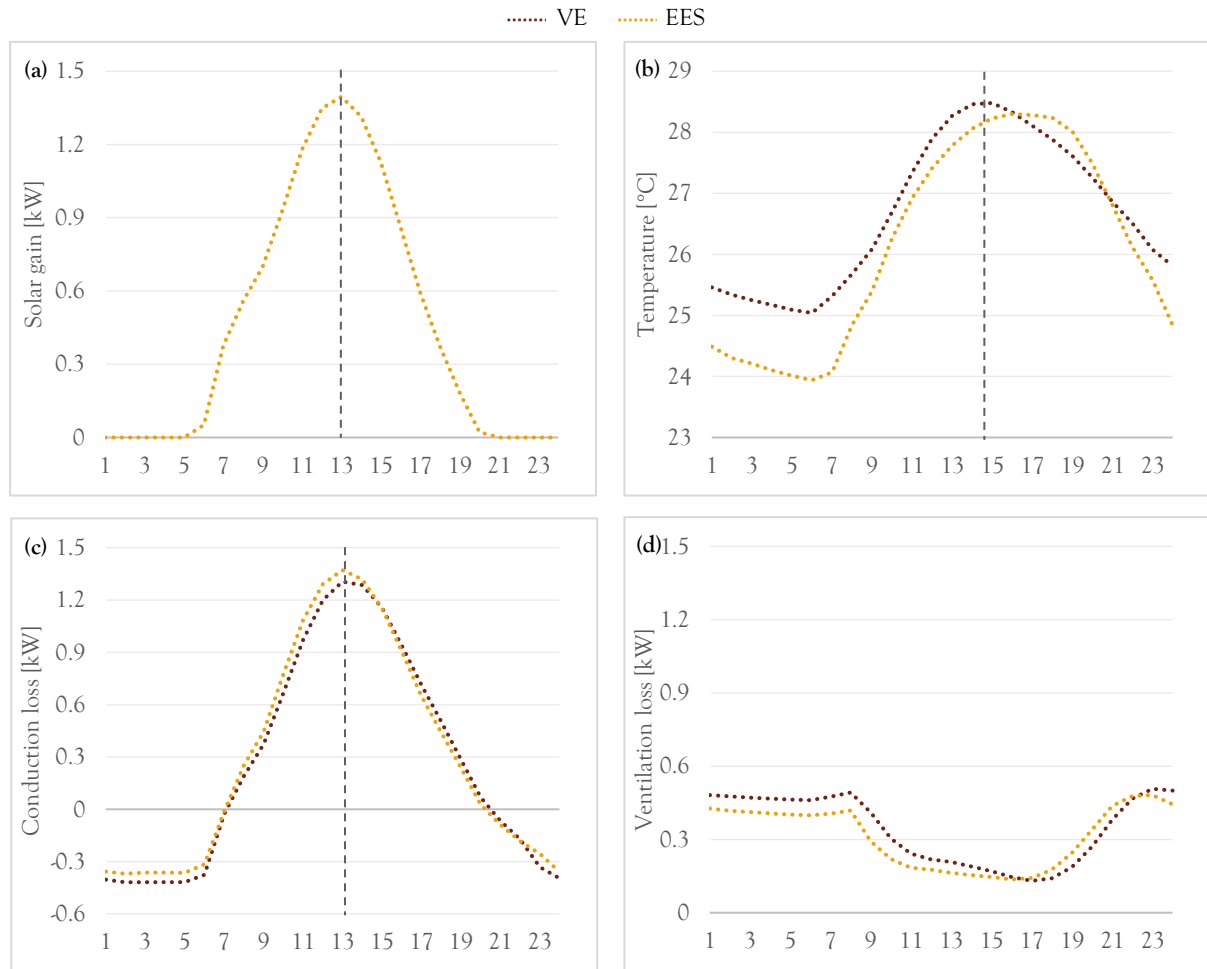 VE EES
(a)
Solar gain [kW]
1.5
1.2
0.9
0.6
0.3
0
1 3 5 7 9 11 13 15 17 19 21 23
(b)
Temperature [°C]
29
28
27
26
25
24
23
1 3 5 7 9 11 13 15 17 19 21 23
(c)
Conduction loss [kW]
1.5
1.2
0.9
0.6
0.3
0
-0.3
-0.6
1 3 5 7 9 11 13 15 17 19 21 23
(d)
Ventilation loss [kW]
1.5
1.2
0.9
0.6
0.3
0
1 3 5 7 9 11 13 15 17 19 21 23